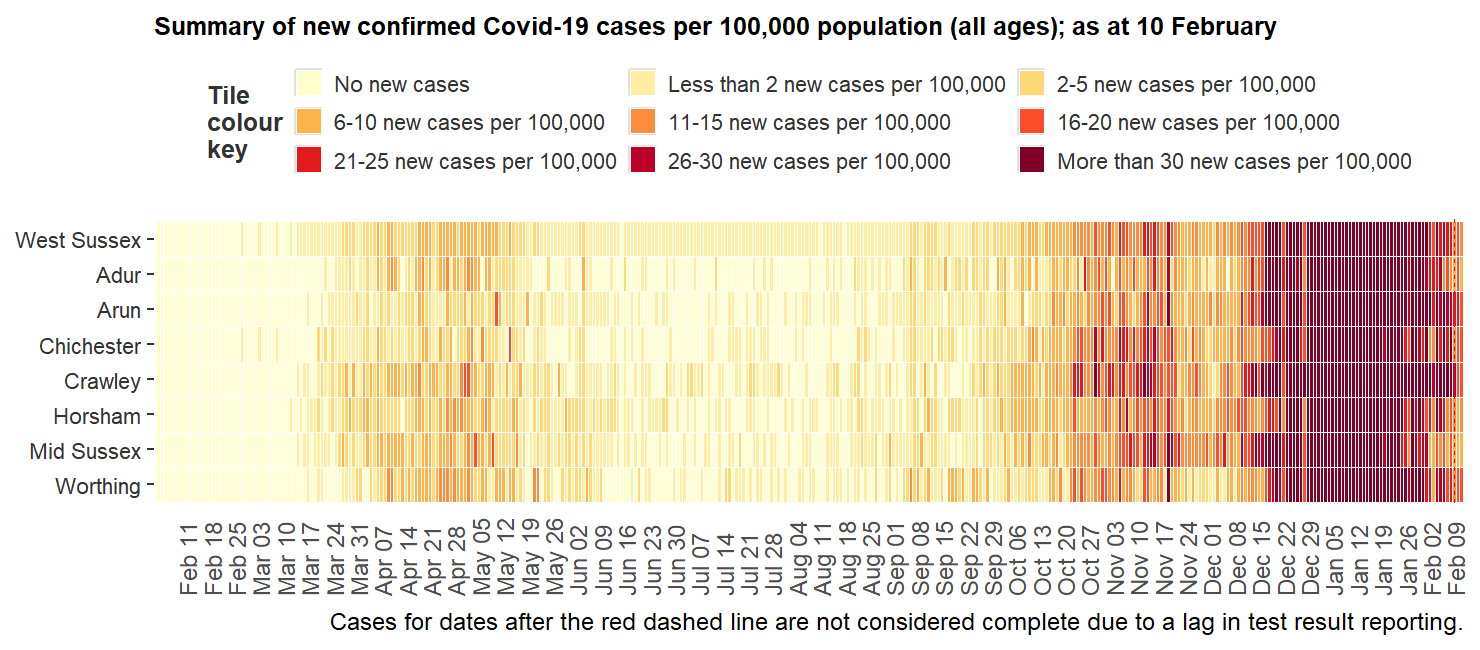 Summary of new confirmed Covid-19 cases per 100,000 population (all ages); as at 10 February
Tile
colour
key
No new cases
Less than 2 new cases per 100,000
2-5 new cases per 100,000
6-10 new cases per 100,000
11-15 new cases per 100,000
16-20 new cases per 100,000
21-25 new cases per 100,000
26-30 new cases per 100,000
More than 30 new cases per 100,000
West Sussex
Adur
Arun
Chichester
Crawley
Horsham
Mid Sussex
Worthing
Feb 11
Feb 18
Feb 25
Mar 03
Mar 10
Mar 17
Mar 24
Mar 31
Apr 07
Apr 14
Apr 21
Apr 28
May 05
May 12
May 19
May 26
Jun 02
Jun 09
Jun 16
Jun 23
Jun 30
Jul 07
Jul 14
Jul 21
Jul 28
Aug 04
Aug 11
Aug 18
Aug 25
Sep 01
Sep 08
Sep 15
Sep 22
Sep 29
Oct 06
Oct 13
Oct 20
Oct 27
Nov 03
Nov 10
Nov 17
Nov 24
Dec 01
Dec 08
Dec 15
Dec 22
Dec 29
Jan 05
Jan 12
Jan 19
Jan 26
Feb 02
Feb 09
Cases for dates after the red dashed line are not considered complete due to a lag in test result reporting.